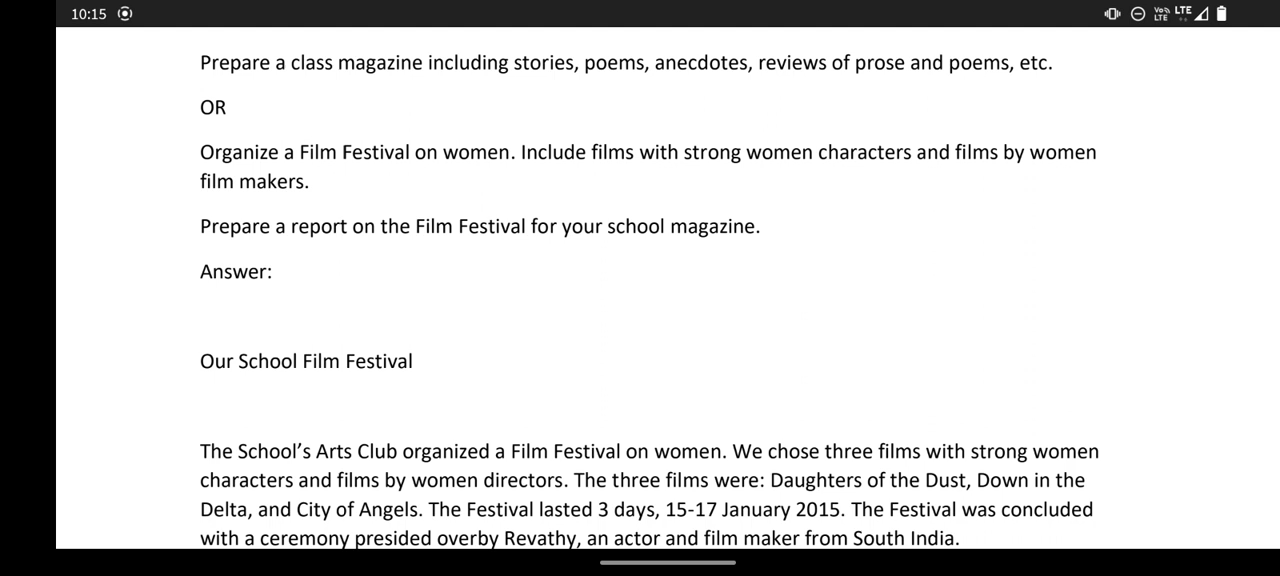 10:15
Vo LTE LTE
Prepare a class magazine including stories, poems, anecdotes, reviews of prose and poems, etc.
OR
Organize a Film Festival on women. Include films with strong women characters and films by women
film makers.
Prepare a report on the Film Festival for your school magazine.
Answer:
Our School Film Festival
The School’s Arts Club organized a Film Festival on women. We chose three films with strong women
characters and films by women directors. The three films were: Daughters of the Dust, Down in the
Delta, and City of Angels. The Festival lasted 3 days, 15-17 January 2015. The Festival was concluded
with a ceremony presided overby Revathy, an actor and film maker from South India.